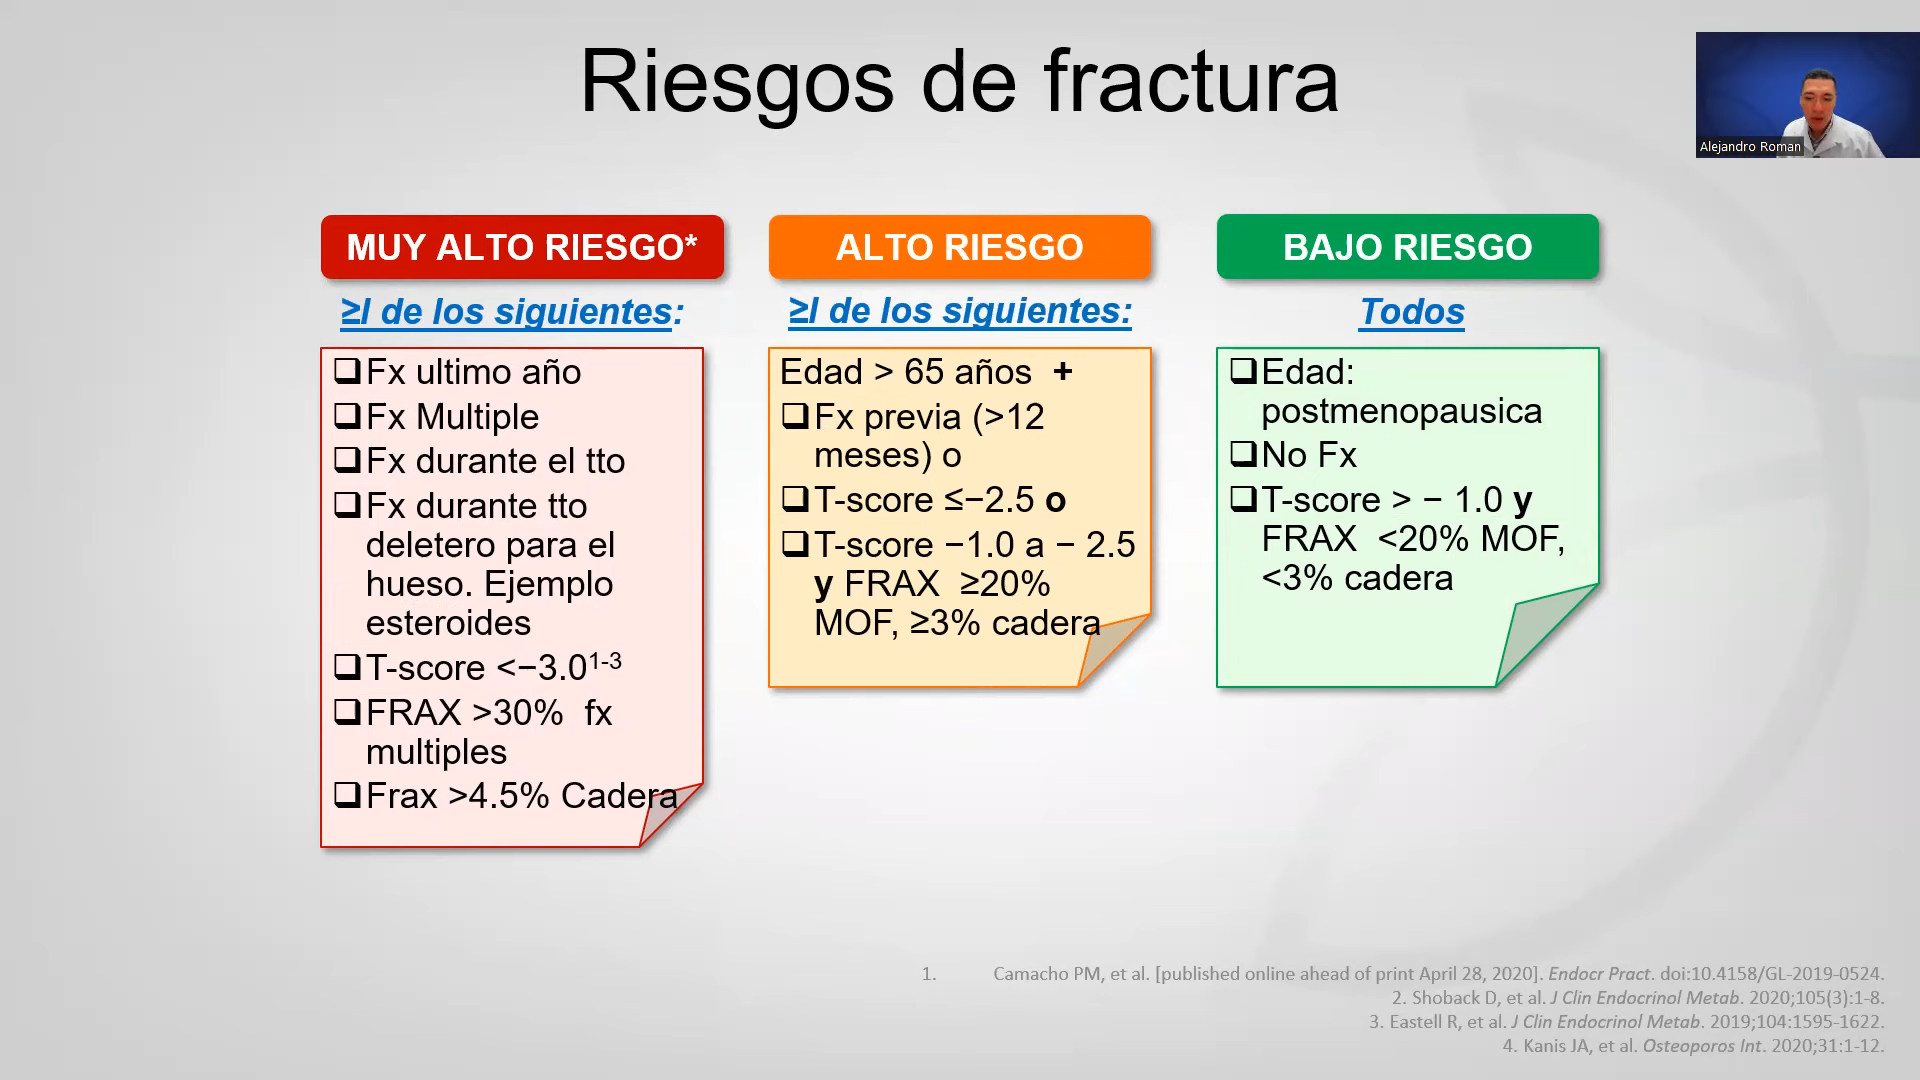 Riesgos de fractura
Alejandro Roman
MUY ALTO RIESGO*
≥I de los siguientes:
❑Fx ultimo año
❑Fx Multiple
❑Fx durante el tto
❑Fx durante tto
deletero para el
hueso. Ejemplo
esteroides
❑T-score <−3.0¹⁻³
❑FRAX >30% fx
multiples
❑Frax >4.5% Cadera
ALTO RIESGO
≥I de los siguientes:
Edad > 65 años +
❑Fx previa (>12
meses) o
❑T-score ≤−2.5 o
❑T-score −1.0 a − 2.5
y FRAX ≥20%
MOF, ≥3% cadera
BAJO RIESGO
Todos
❑Edad:
postmenopausica
❑No Fx
❑T-score > − 1.0 y
FRAX <20% MOF,
<3% cadera
1. Camacho PM, et al. [published online ahead of print April 28, 2020]. Endocr Pract. doi:10.4158/GL-2019-0524.
2. Shoback D, et al. J Clin Endocrinol Metab. 2020;105(3):1-8.
3. Eastell R, et al. J Clin Endocrinol Metab. 2019;104:1595-1622.
4. Kanis JA, et al. Osteoporos Int. 2020;31:1-12.